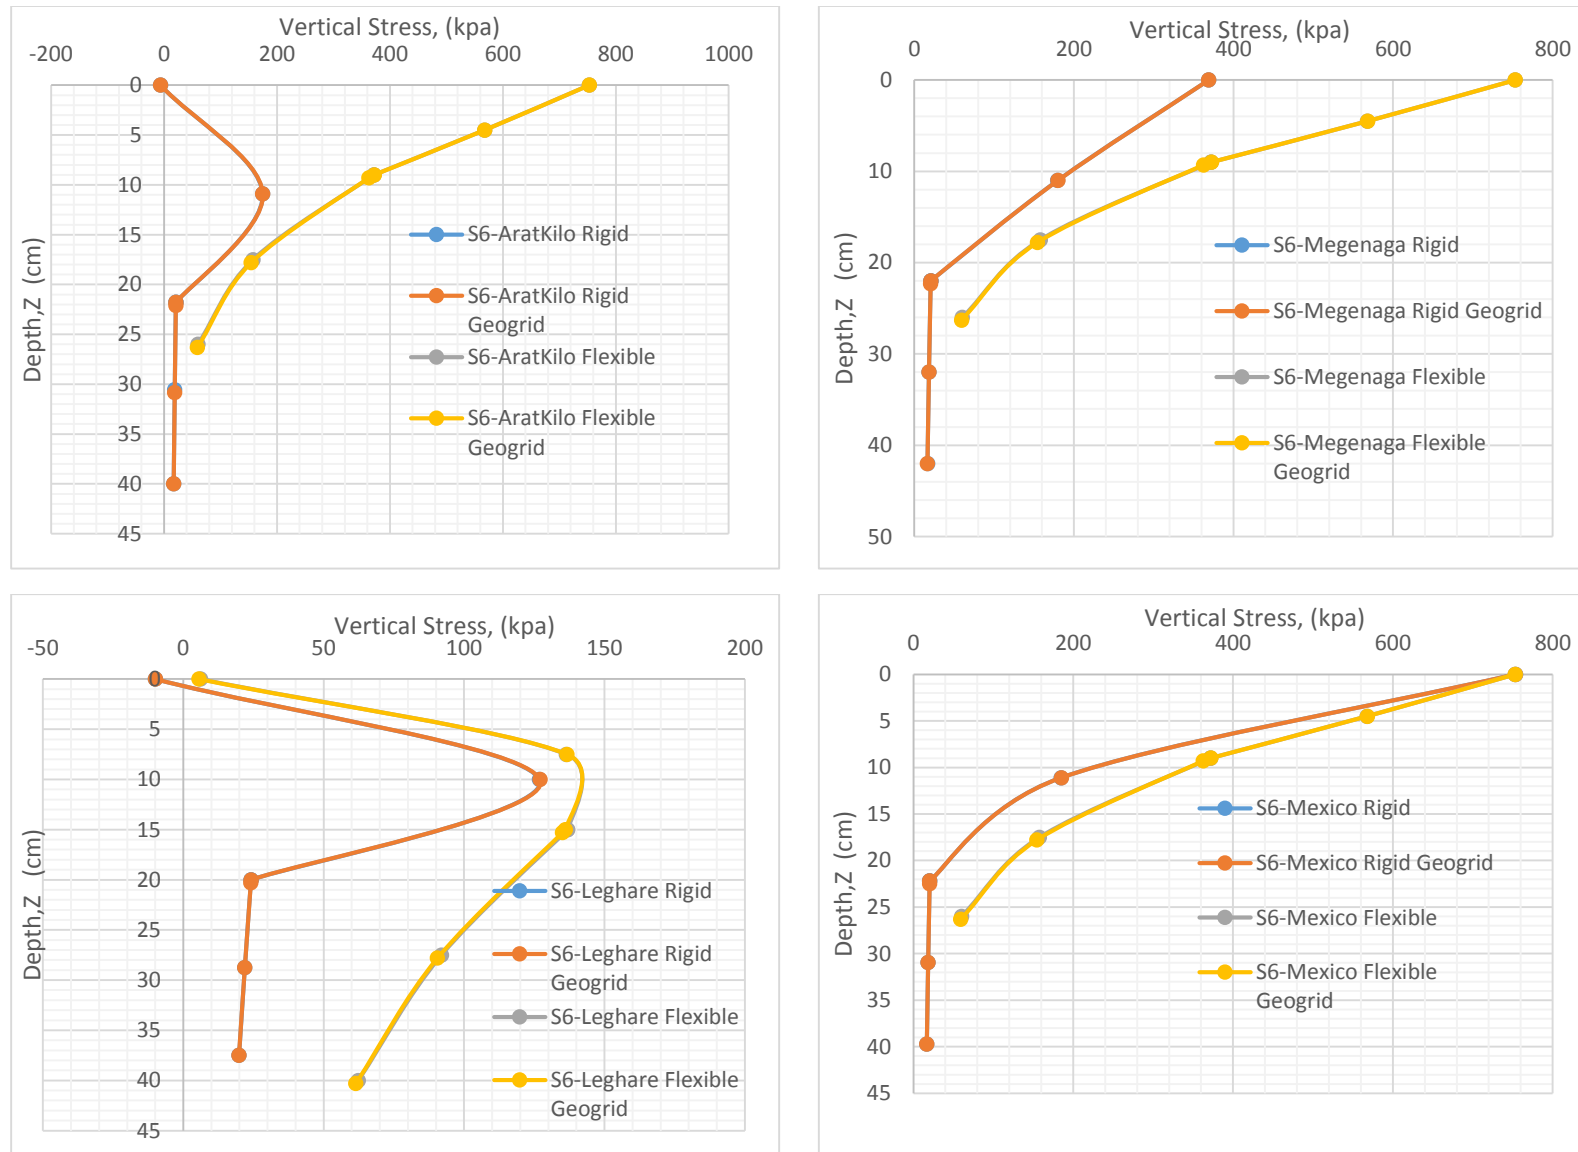 Vertical Stress, (kpa)
-200 0 200 400 600 800 1000
0
5
10
15
20
25
30
35
40
45
Depth,Z (cm)
S6-AratKilo Rigid
S6-AratKilo Rigid
Geogrid
S6-AratKilo Flexible
S6-AratKilo Flexible
Geogrid
Vertical Stress, (kpa)
0 200 400 600 800
0
10
20
30
40
50
Depth,Z (cm)
S6-Megenaga Rigid
S6-Megenaga Rigid Geogrid
S6-Megenaga Flexible
S6-Megenaga Flexible
Geogrid
Vertical Stress, (kpa)
-50 0 50 100 150 200
0
5
10
15
20
25
30
35
40
45
Depth,Z (cm)
S6-Leghare Rigid
S6-Leghare Rigid
Geogrid
S6-Leghare Flexible
S6-Leghare Flexible
Geogrid
Vertical Stress, (kpa)
0 200 400 600 800
0
5
10
15
20
25
30
35
40
45
Depth,Z (cm)
S6-Mexico Rigid
S6-Mexico Rigid Geogrid
S6-Mexico Flexible
S6-Mexico Flexible
Geogrid